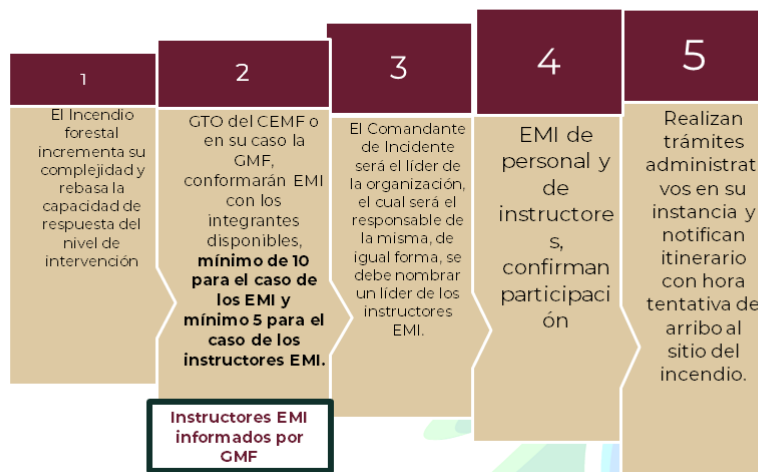 1
El Incendio
forestal
incrementa su
complejidad y
rebasa la
capacidad de
respuesta del
nivel de
intervención
2
GTO del CEMF o
en su caso la
GMF,
conformarán EMI
con los
integrantes
disponibles,
mínimo de 10
para el caso de
los EMI y
mínimo 5 para el
caso de los
instructores EMI.
Instructores EMI
informados por
GMF
3
El Comandante
de Incidente
será el líder de
la organización,
el cual será el
responsable de
la misma, de
igual forma, se
debe nombrar
un líder de los
instructores
EMI.
4
EMI de
personal y
de
instructore
s,
confirman
participaci
ón
5
Realizan
trámites
administrati
vos en su
instancia y
notifican
itinerario
con hora
tentativa de
arribo al
sitio del
incendio.